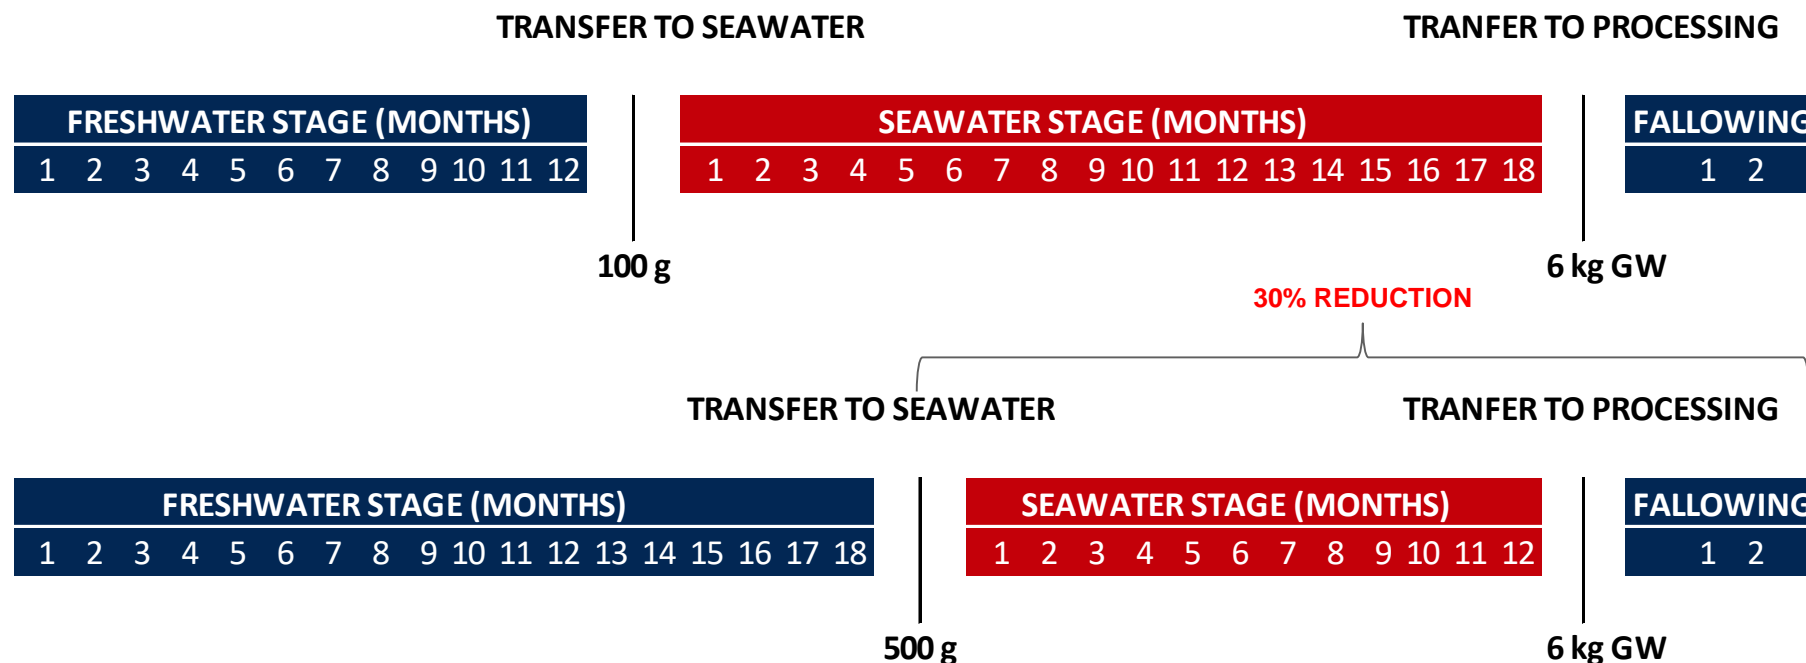 TRANSFER TO SEAWATER TRANFER TO PROCESSING
FRESHWATER STAGE (MONTHS) SEAWATER STAGE (MONTHS) FALLOWING
1 2 3 4 5 6 7 8 9 10 11 12 1 2 3 4 5 6 7 8 9 10 11 12 13 14 15 16 17 18 1 2
100 g 6 kg GW
30% REDUCTION
TRANSFER TO SEAWATER TRANFER TO PROCESSING
FRESHWATER STAGE (MONTHS) SEAWATER STAGE (MONTHS) FALLOWING
1 2 3 4 5 6 7 8 9 10 11 12 13 14 15 16 17 18 1 2 3 4 5 6 7 8 9 10 11 12 1 2
500 g 6 kg GW